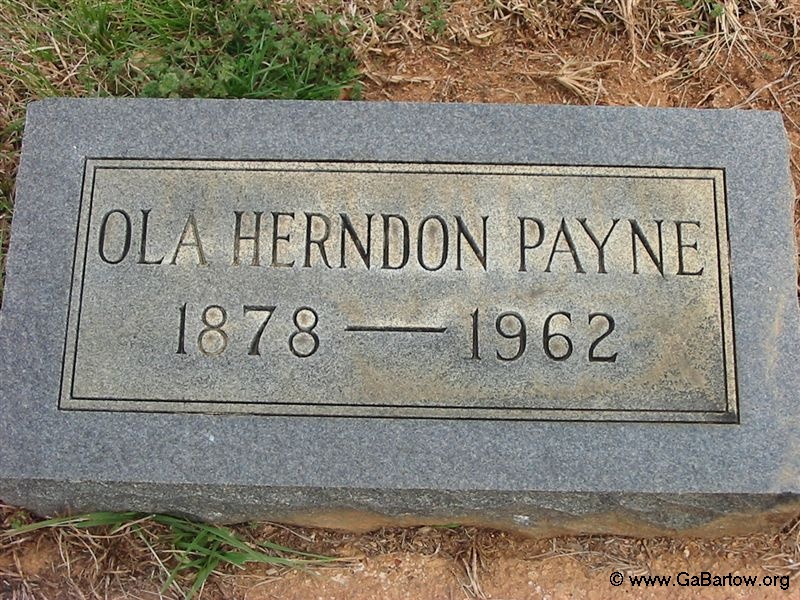 OLA HERNDON PAYNE
1878 — 1962
© www.GaBartow.org